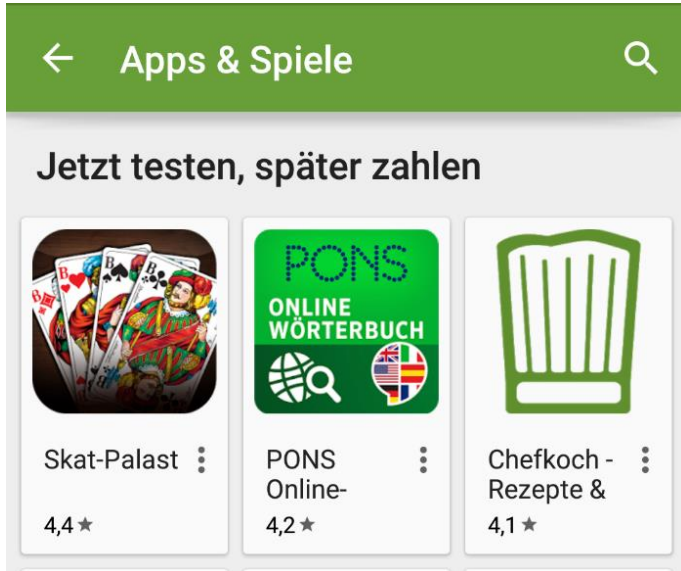 Apps & Spiele
Jetzt testen, später zahlen
PONS
ONLINE
WÖRTERBUCH
Skat-Palast
4,4
PONS
Online-
4,2
Chefkoch -
Rezepte &
4,1